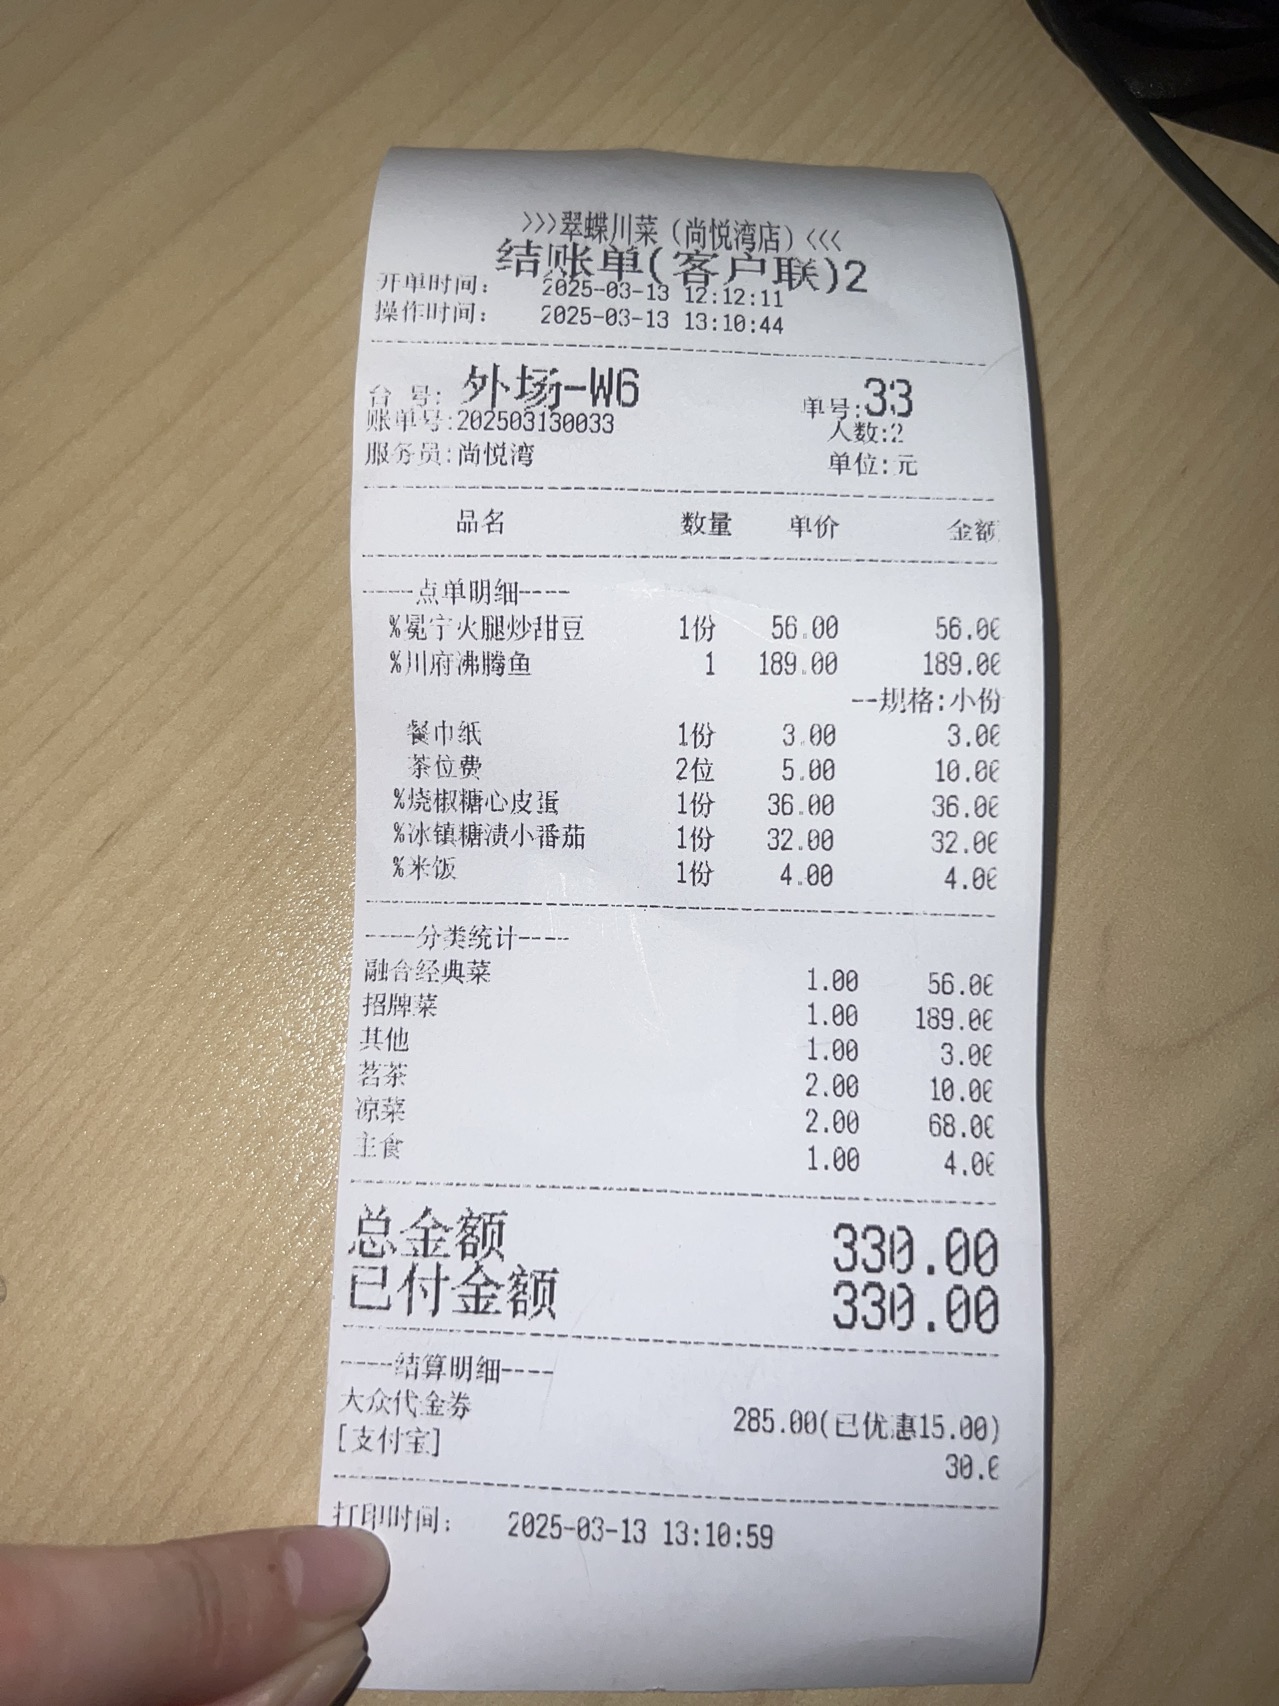 >>>翠蝶川菜(尚悦湾店)<<<
结账单(客户联)2
开单时间: 2025-03-13 12:12:11
操作时间: 2025-03-13 13:10:44
台 号: 外场-W6 单号:33
账单号:202503130033 人数:2
服务员:尚悦湾 单位:元
品名 数量 单价 金额
----点单明细----
%冕宁火腿炒甜豆 1份 56.00 56.00
%川府沸腾鱼 1 189.00 189.00
--规格:小份
餐巾纸 1份 3.00 3.00
茶位费 2位 5.00 10.00
%烧椒糖心皮蛋 1份 36.00 36.00
%冰镇糖渍小番茄 1份 32.00 32.00
%米饭 1份 4.00 4.00
----分类统计----
融合经典菜 1.00 56.00
招牌菜 1.00 189.00
其他 1.00 3.00
茗茶 2.00 10.00
凉菜 2.00 68.00
主食 1.00 4.00
总金额 330.00
已付金额 330.00
----结算明细----
大众代金券 285.00(已优惠15.00)
[支付宝] 30.0
打印时间: 2025-03-13 13:10:59